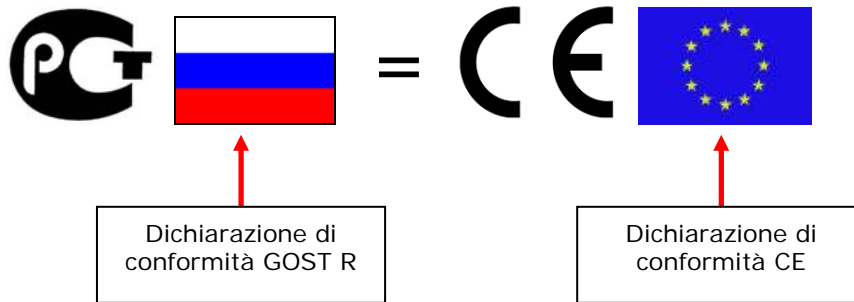 РСТ = CE
Dichiarazione di
conformità GOST R
Dichiarazione di
conformità CE